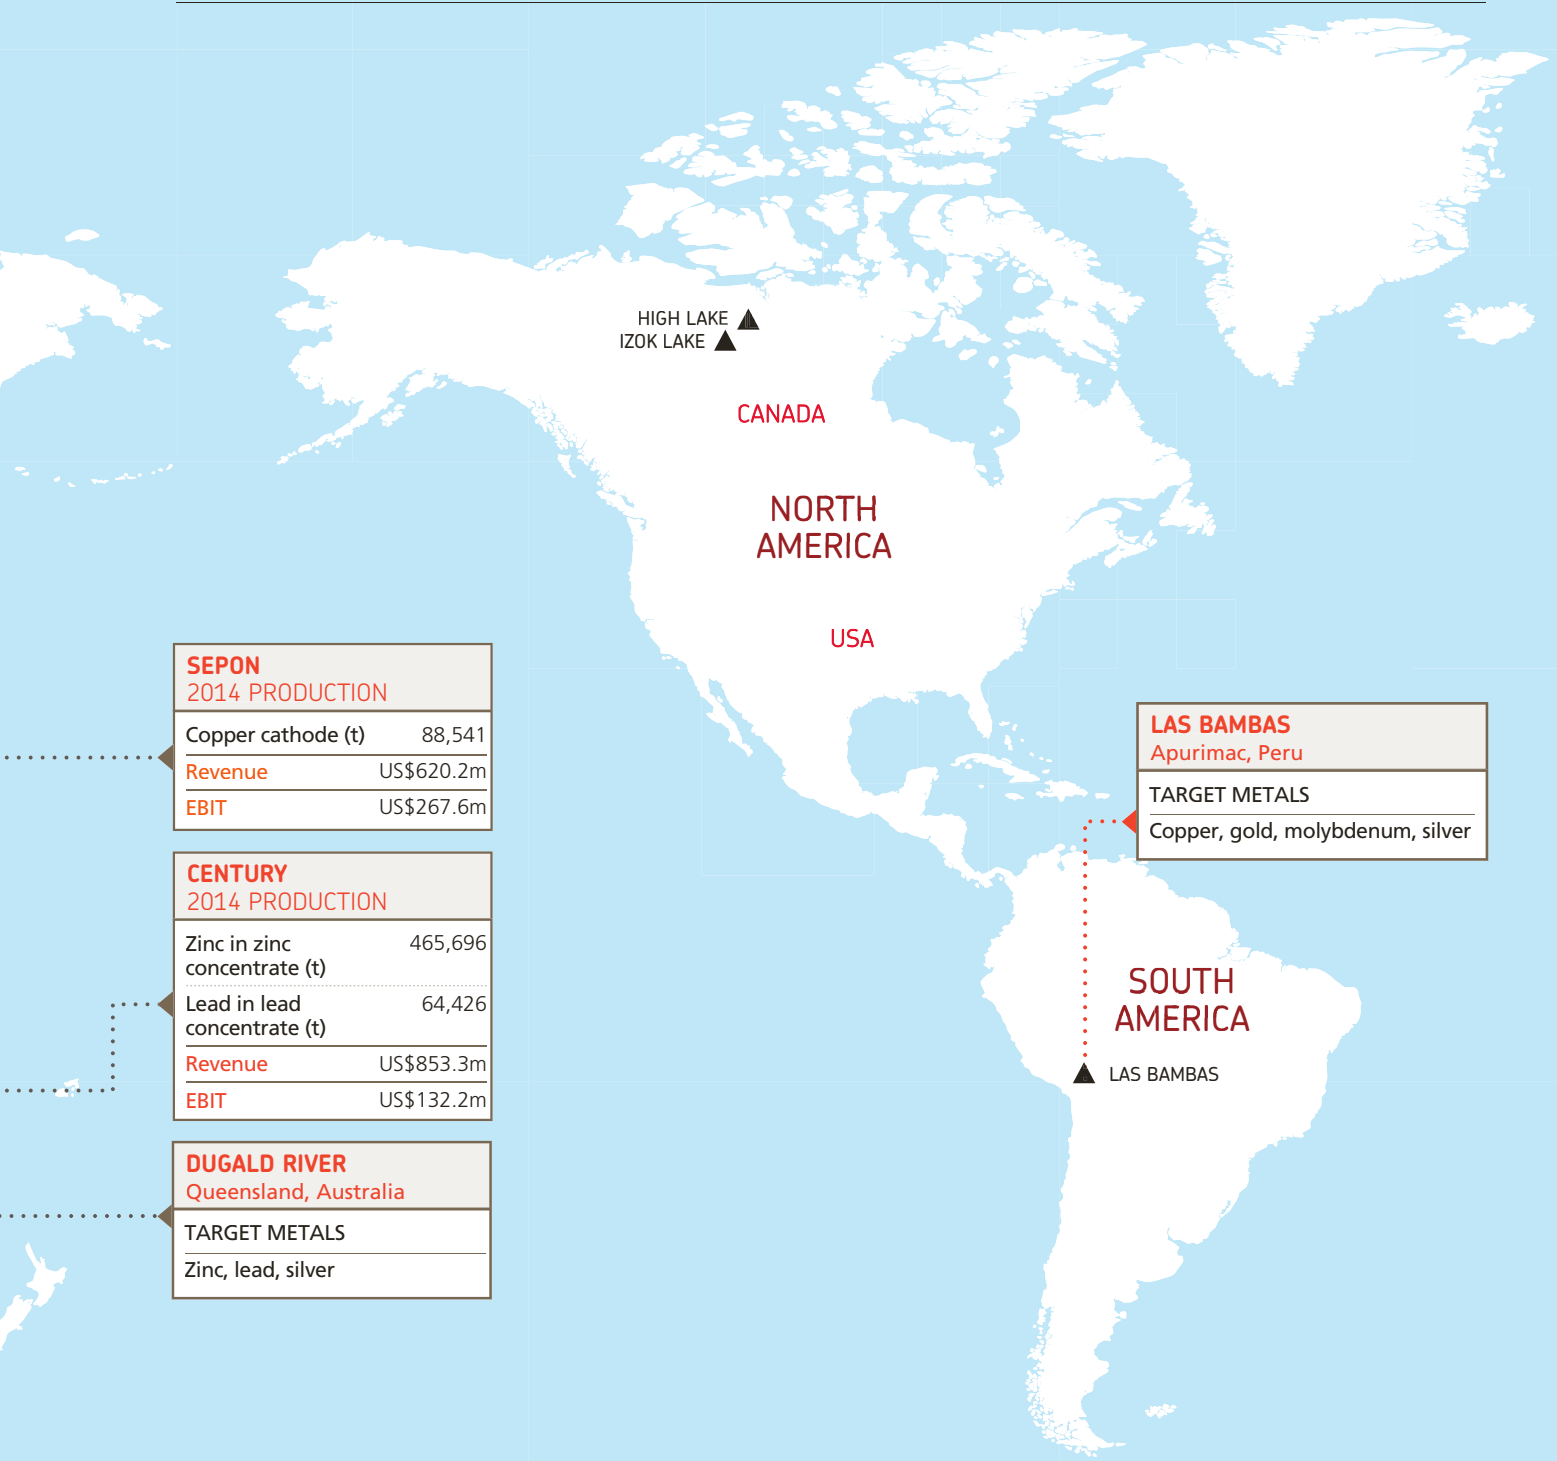 HIGH LAKE
IZOK LAKE
CANADA
NORTH
AMERICA
USA
SEPON
2014 PRODUCTION
Copper cathode (t) 88,541
Revenue US$620.2m
EBIT US$267.6m
CENTURY
2014 PRODUCTION
Zinc in zinc 465,696
concentrate (t)
Lead in lead 64,426
concentrate (t)
Revenue US$853.3m
EBIT US$132.2m
DUGALD RIVER
Queensland, Australia
TARGET METALS
Zinc, lead, silver
LAS BAMBAS
Apurimac, Peru
TARGET METALS
Copper, gold, molybdenum, silver
SOUTH
AMERICA
LAS BAMBAS